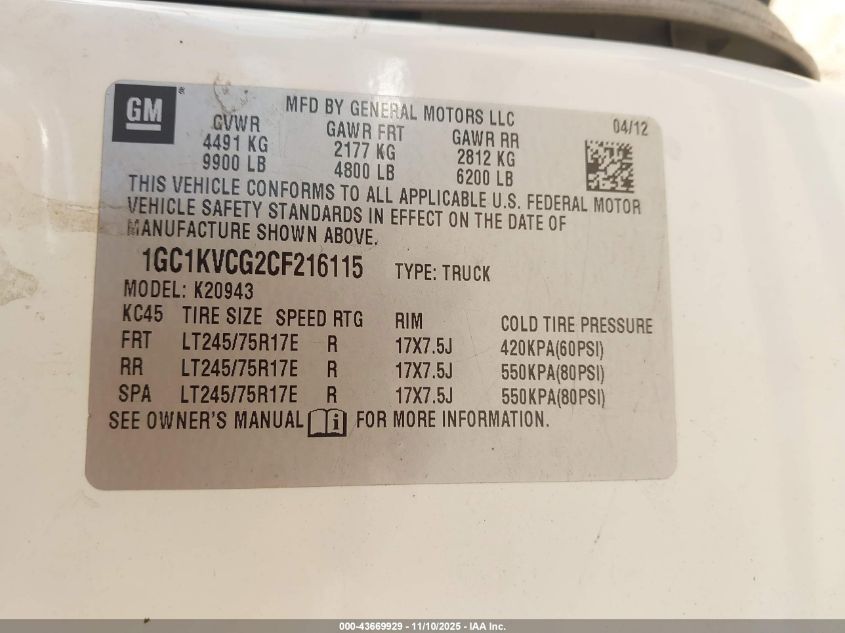 GM
MFD BY GENERAL MOTORS LLC
04/12
GVWR GAWR FRT GAWR RR
4491 KG 2177 KG 2812 KG
9900 LB 4800 LB 6200 LB
THIS VEHICLE CONFORMS TO ALL APPLICABLE U.S. FEDERAL MOTOR
VEHICLE SAFETY STANDARDS IN EFFECT ON THE DATE OF
MANUFACTURE SHOWN ABOVE.
1GC1KVCG2CF216115 TYPE: TRUCK
MODEL: K20943
KC45 TIRE SIZE SPEED RTG RIM COLD TIRE PRESSURE
FRT LT245/75R17E R 17X7.5J 420KPA(60PSI)
RR LT245/75R17E R 17X7.5J 550KPA(80PSI)
SPA LT245/75R17E R 17X7.5J 550KPA(80PSI)
SEE OWNER'S MANUAL i FOR MORE INFORMATION.
000-43669929 - 11/10/2025 - IAA Inc.